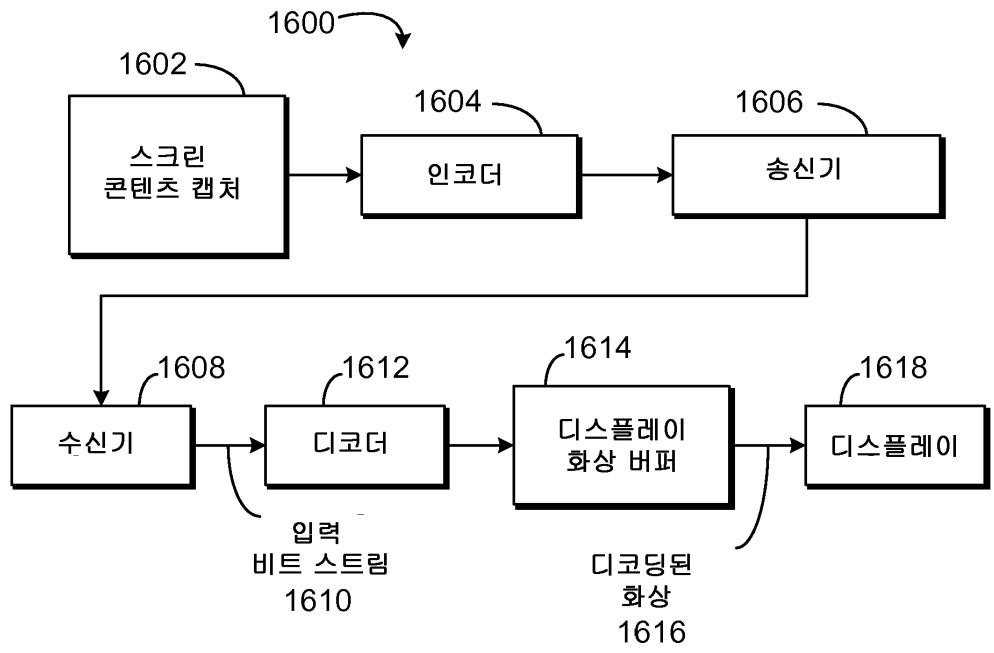 1600
1602
스크린
콘텐츠 캡처
1604
인코더
1606
송신기
1608
수신기
1612
디코더
1614
디스플레이
화상 버퍼
1618
디스플레이
입력
비트 스트림
1610
디코딩된
화상
1616